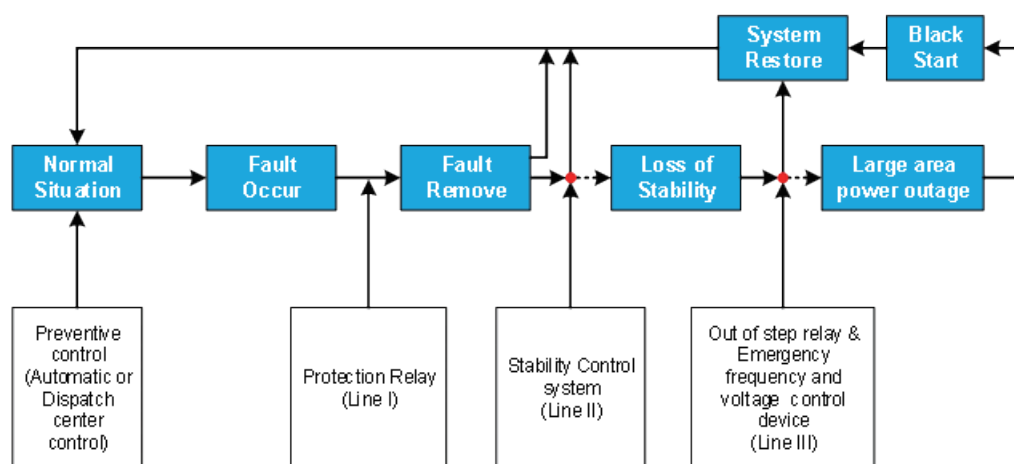 System
Restore
Black
Start
Normal
Situation
Fault
Occur
Fault
Remove
Loss of
Stability
Large area
power outage
Preventive
control
(Automatic or
Dispatch
center
control)
Protection Relay
(Line I)
Stability Control
system
(Line II)
Out of step relay &
Emergency
frequency and
voltage control
device
(Line III)